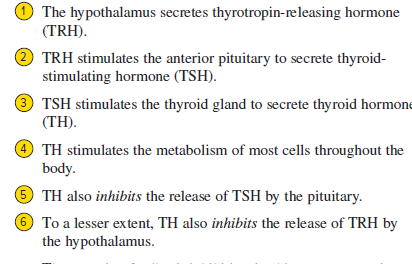 1 The hypothalamus secretes thyrotropin-releasing hormone
(TRH).
2 TRH stimulates the anterior pituitary to secrete thyroid-
stimulating hormone (TSH).
3 TSH stimulates the thyroid gland to secrete thyroid hormone
(TH).
4 TH stimulates the metabolism of most cells throughout the
body.
5 TH also inhibits the release of TSH by the pituitary.
6 To a lesser extent, TH also inhibits the release of TRH by
the hypothalamus.